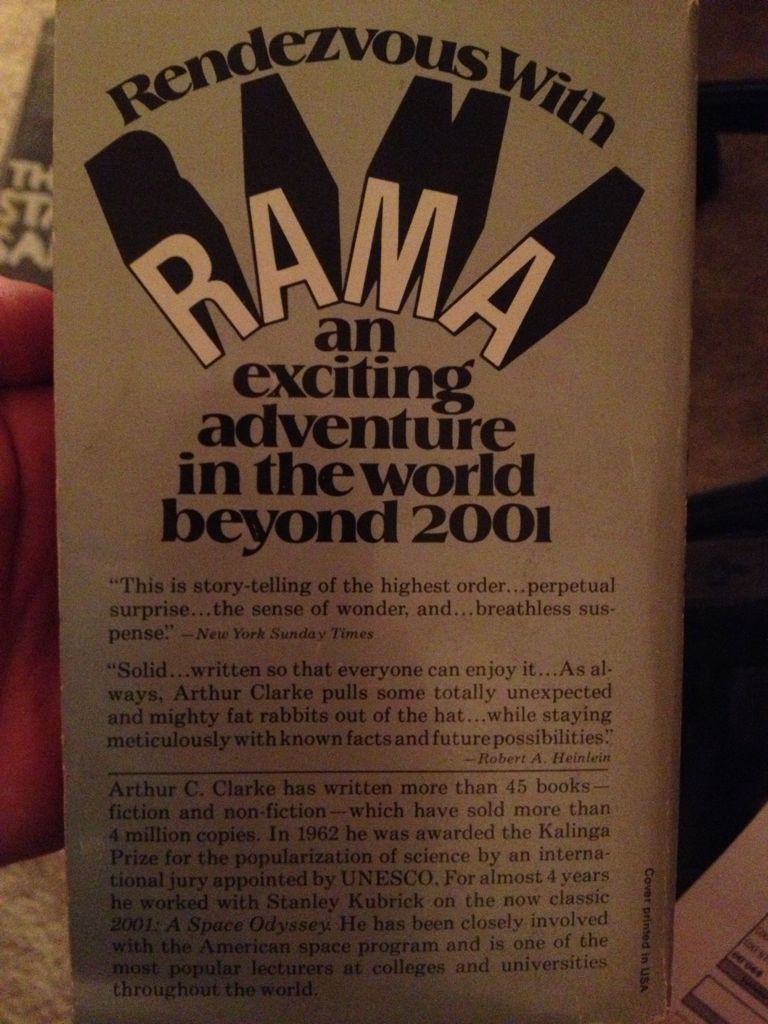 Rendezvous With
RAMA
an
exciting
adventure
in the world
beyond 2001
"This is story-telling of the highest order...perpetual
surprise...the sense of wonder, and...breathless sus-
pense." —New York Sunday Times
"Solid...written so that everyone can enjoy it...As al-
ways, Arthur Clarke pulls some totally unexpected
and mighty fat rabbits out of the hat...while staying
meticulously with known facts and future possibilities."
—Robert A. Heinlein
Arthur C. Clarke has written more than 45 books—
fiction and non-fiction—which have sold more than
4 million copies. In 1962 he was awarded the Kalinga
Prize for the popularization of science by an interna-
tional jury appointed by UNESCO. For almost 4 years
he worked with Stanley Kubrick on the now classic
2001: A Space Odyssey. He has been closely involved
with the American space program and is one of the
most popular lecturers at colleges and universities
throughout the world.
Cover printed in USA